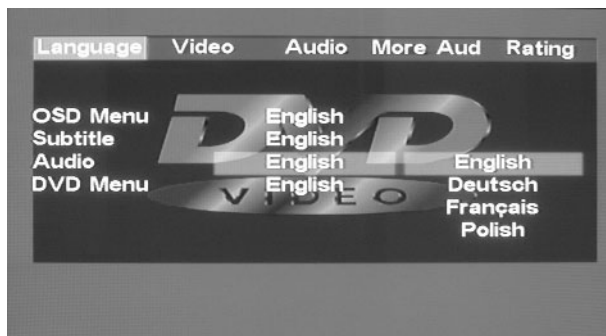 Language Video Audio More Aud Rating
OSD Menu English
Subtitle English
Audio English English
DVD Menu English Deutsch
Français
Polish
DVD
VIDEO